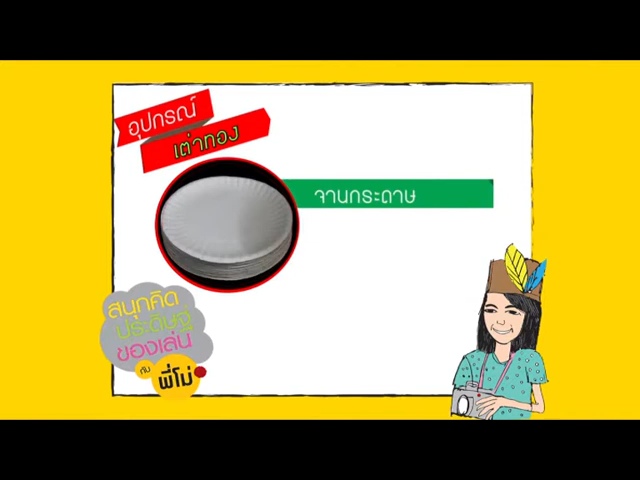 อุปกรณ์
เต่าทอง
จานกระดาษ
สนุกคิด
ประดิษฐ์
ของเล่น
กับ
พี่โม่